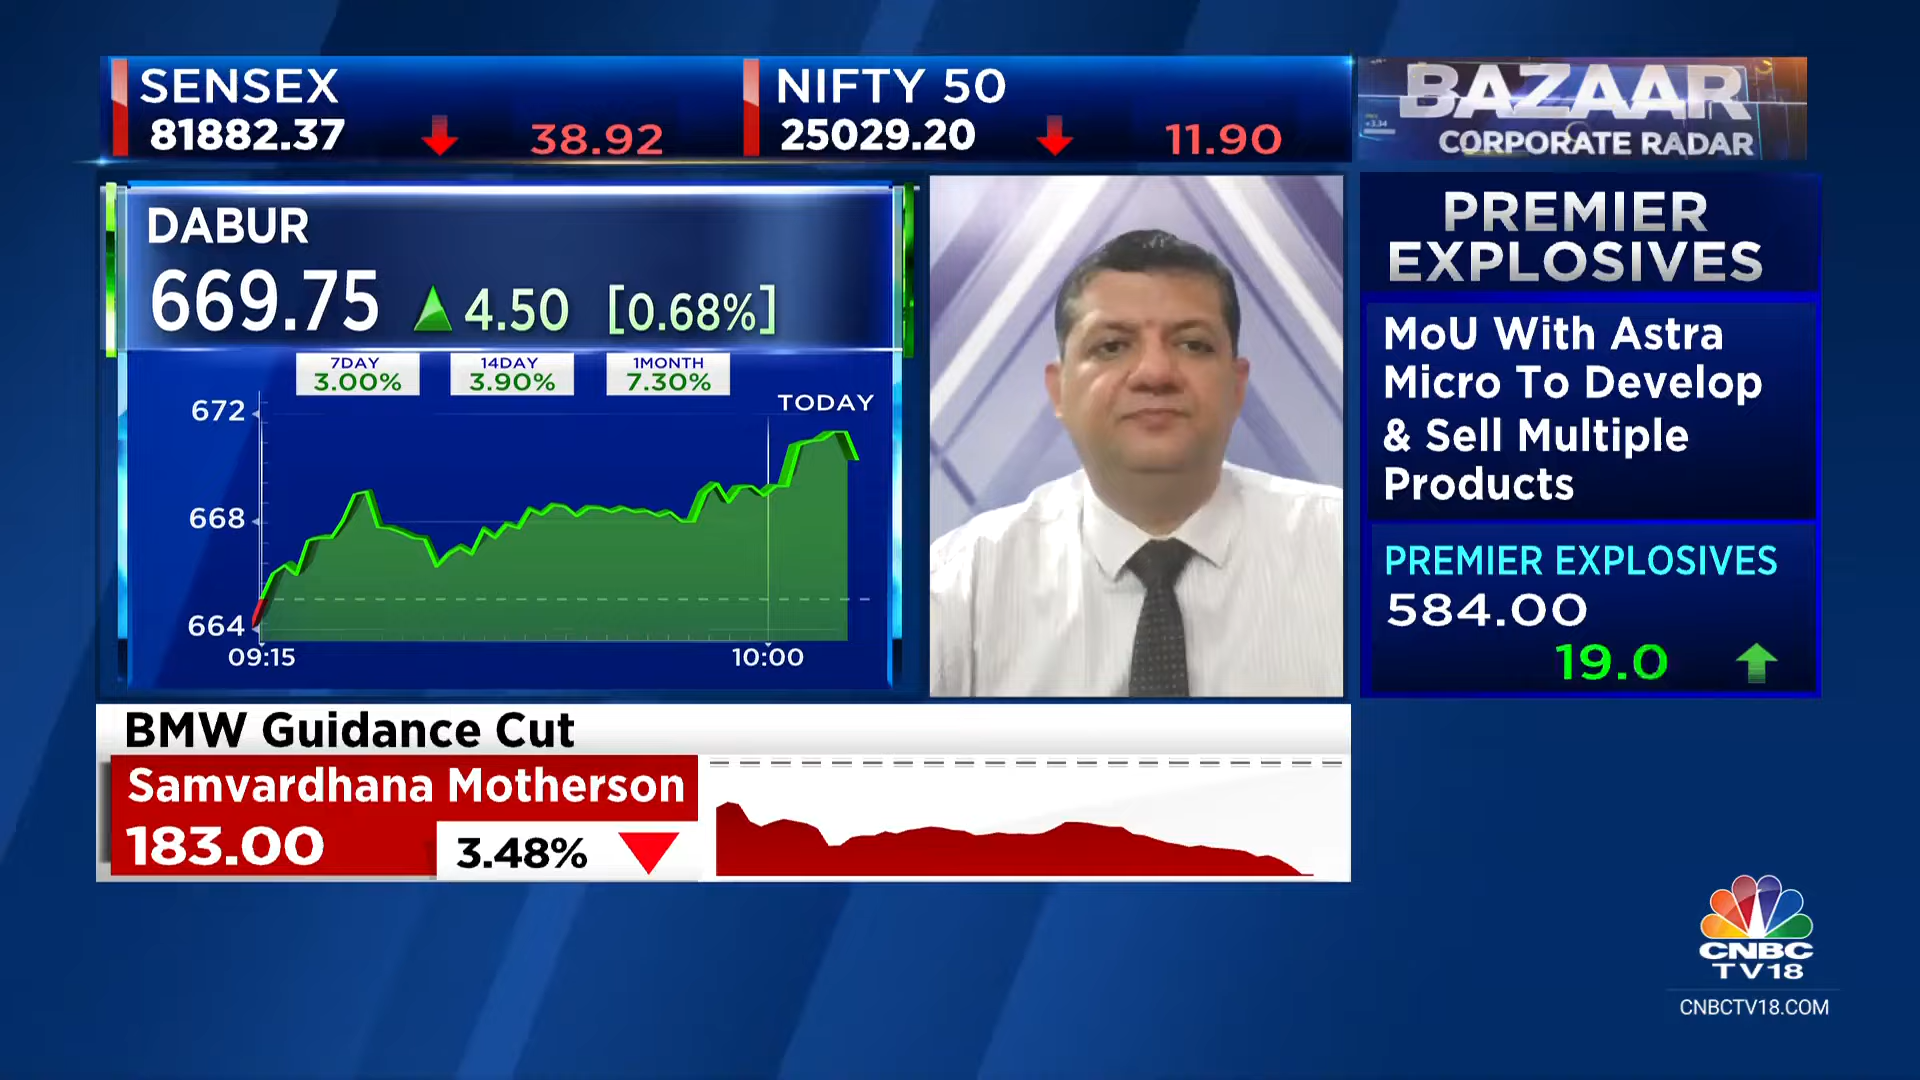 SENSEX
81882.37 38.92
NIFTY 50
25029.20 11.90
BAZAAR
CORPORATE RADAR
DABUR
669.75 4.50 [0.68%]
7DAY
3.00%
14DAY
3.90%
1MONTH
7.30%
TODAY
672
668
664
09:15 10:00
PREMIER
EXPLOSIVES
MoU With Astra
Micro To Develop
& Sell Multiple
Products
PREMIER EXPLOSIVES
584.00
19.0
BMW Guidance Cut
Samvardhana Motherson
183.00
3.48%
CNBC
TV18
CNBCTV18.COM